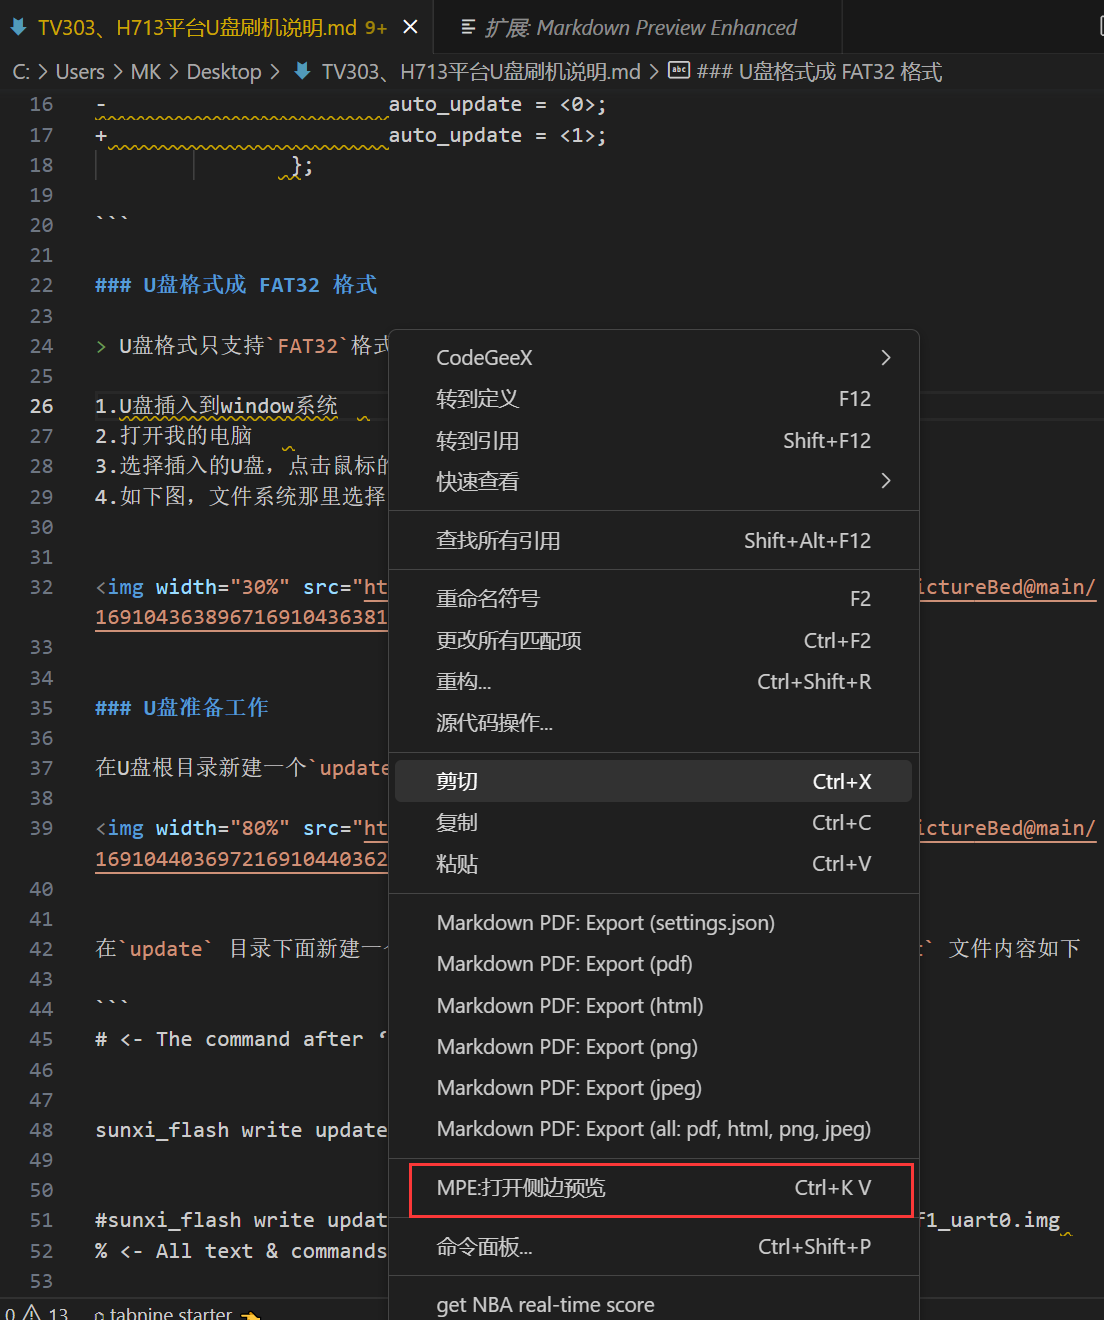 TV303、H713平台U盘刷机说明.md 9+
扩展: Markdown Preview Enhanced
C: > Users > MK > Desktop > TV303、H713平台U盘刷机说明.md > ### U盘格式成 FAT32 格式
16 - auto_update = <0>;
17 + auto_update = <1>;
18 };
19
20 ```
21
22 ### U盘格式成 FAT32 格式
23
24 > U盘格式只支持`FAT32`格式
25
26 1.U盘插入到window系统
27 2.打开我的电脑
28 3.选择插入的U盘，点击鼠标的
29 4.如下图，文件系统那里选择
30
31
32 <img width="30%" src="ht ictureBed@main/
169104363896716910436381
33
34
35 ### U盘准备工作
36
37 在U盘根目录新建一个`update
38
39 <img width="80%" src="ht ictureBed@main/
169104403697216910440362
40
41
42 在`update` 目录下面新建一个 t` 文件内容如下
43
44 ```
45 # <- The command after ‘
46
47
48 sunxi_flash write update
49
50
51 #sunxi_flash write updat f1_uart0.img
52 % <- All text & commands
53
CodeGeeX
转到定义 F12
转到引用 Shift+F12
快速查看
查找所有引用 Shift+Alt+F12
重命名符号 F2
更改所有匹配项 Ctrl+F2
重构... Ctrl+Shift+R
源代码操作...
剪切 Ctrl+X
复制 Ctrl+C
粘贴 Ctrl+V
Markdown PDF: Export (settings.json)
Markdown PDF: Export (pdf)
Markdown PDF: Export (html)
Markdown PDF: Export (png)
Markdown PDF: Export (jpeg)
Markdown PDF: Export (all: pdf, html, png, jpeg)
MPE:打开侧边预览 Ctrl+K V
命令面板... Ctrl+Shift+P
get NBA real-time score
0 13 tabnine starter